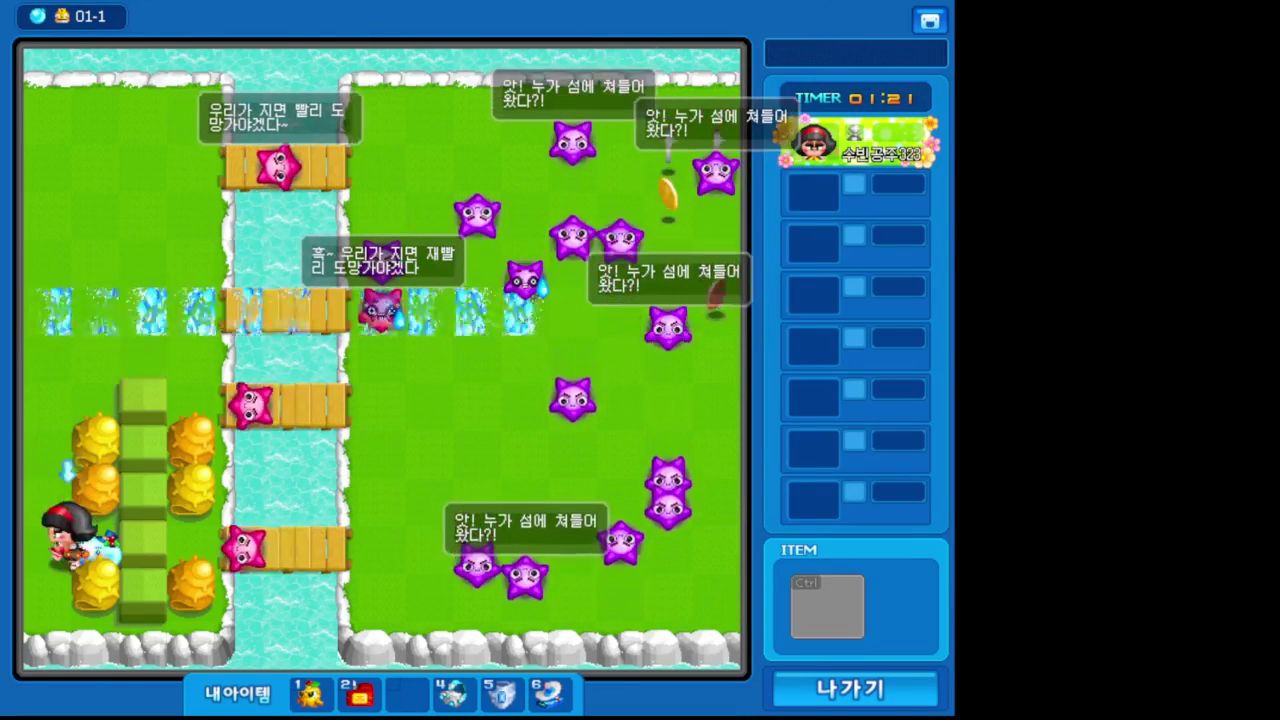 01-1
우리가 지면 빨리 도
망가야겠다~
앗! 누가 섬에 쳐들어
왔다?!
앗! 누가 섬에 쳐들어
왔다?!
TIMER 01:21
수빈공주023
흑~ 우리가 지면 재빨
리 도망가야겠다
앗! 누가 섬에 쳐들어
왔다?!
앗! 누가 섬에 쳐들어
왔다?!
ITEM
Ctrl
내아이템
1
2
4
5
6
나가기